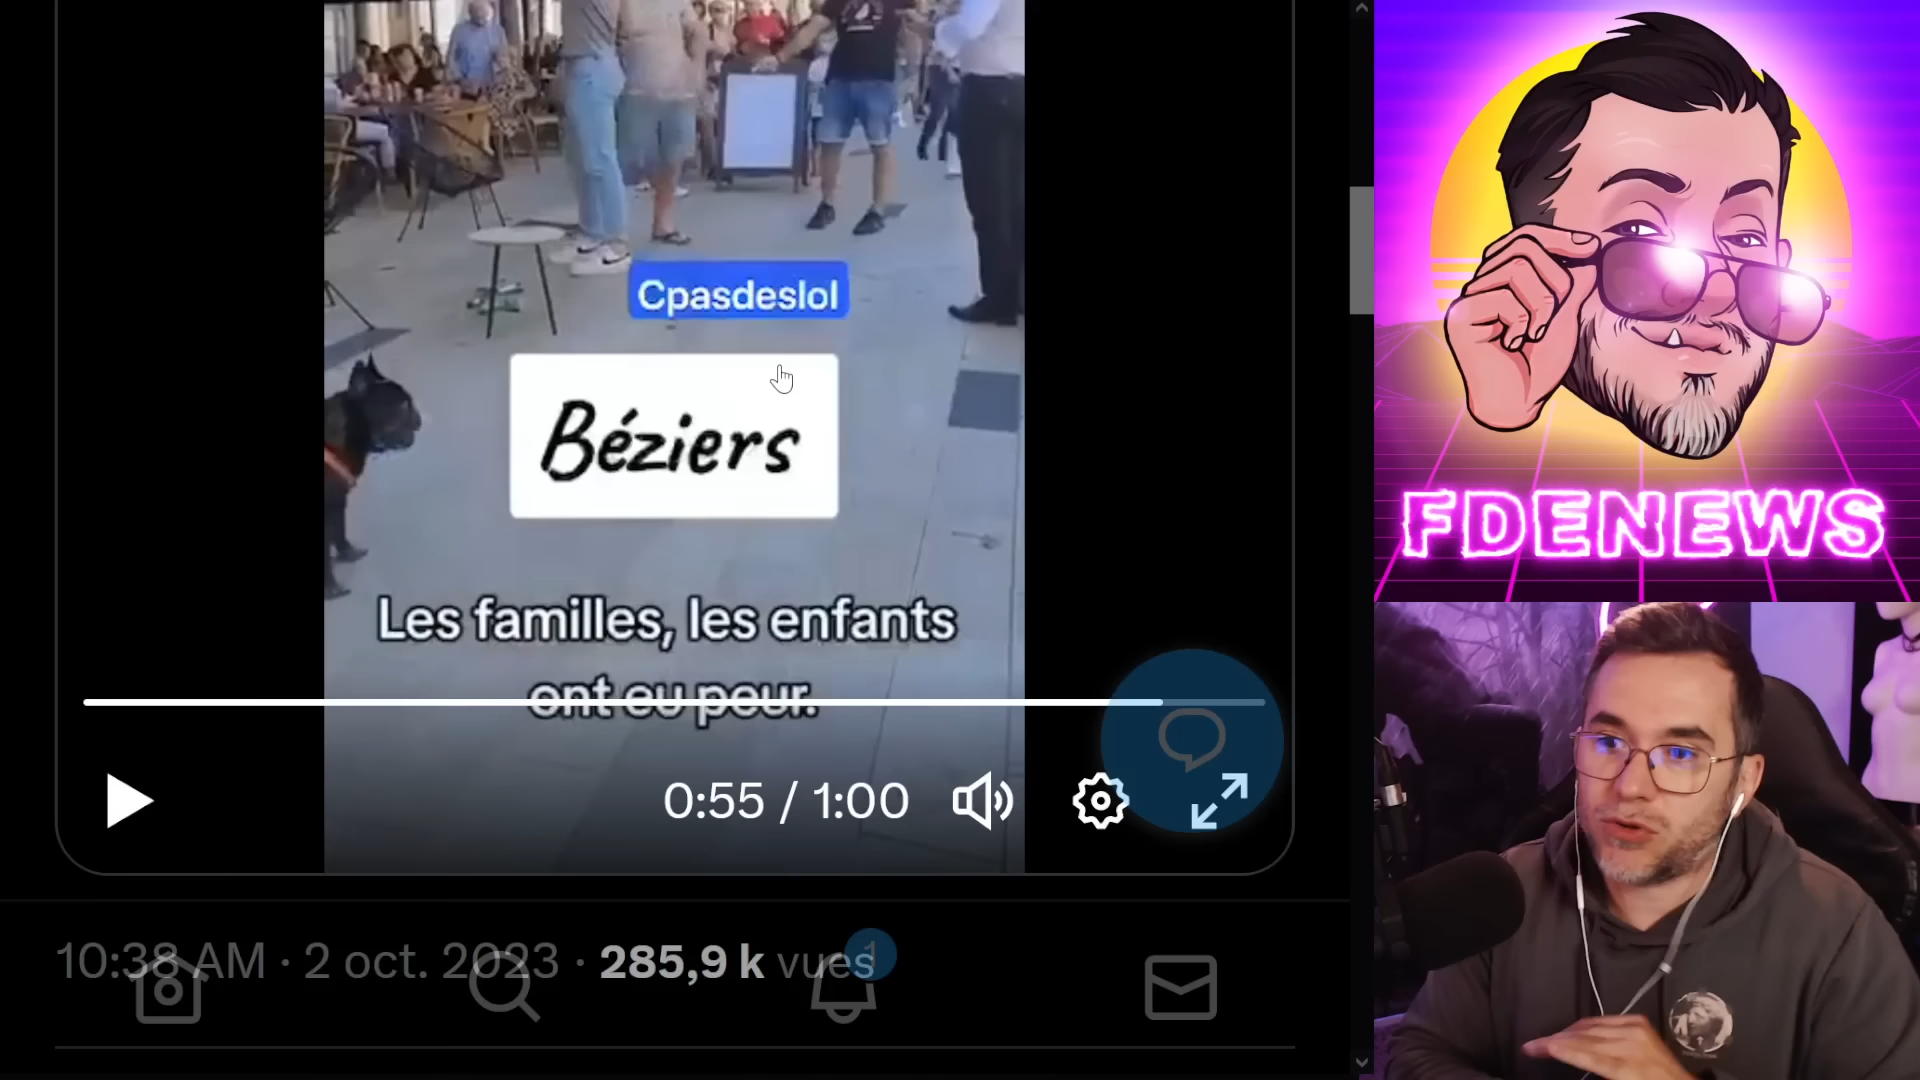 Cpasdeslol
Béziers
Les familles, les enfants
ont eu peur.
0:55 / 1:00
10:38 AM · 2 oct. 2023 · 285,9 k vues
1
FDENEWS